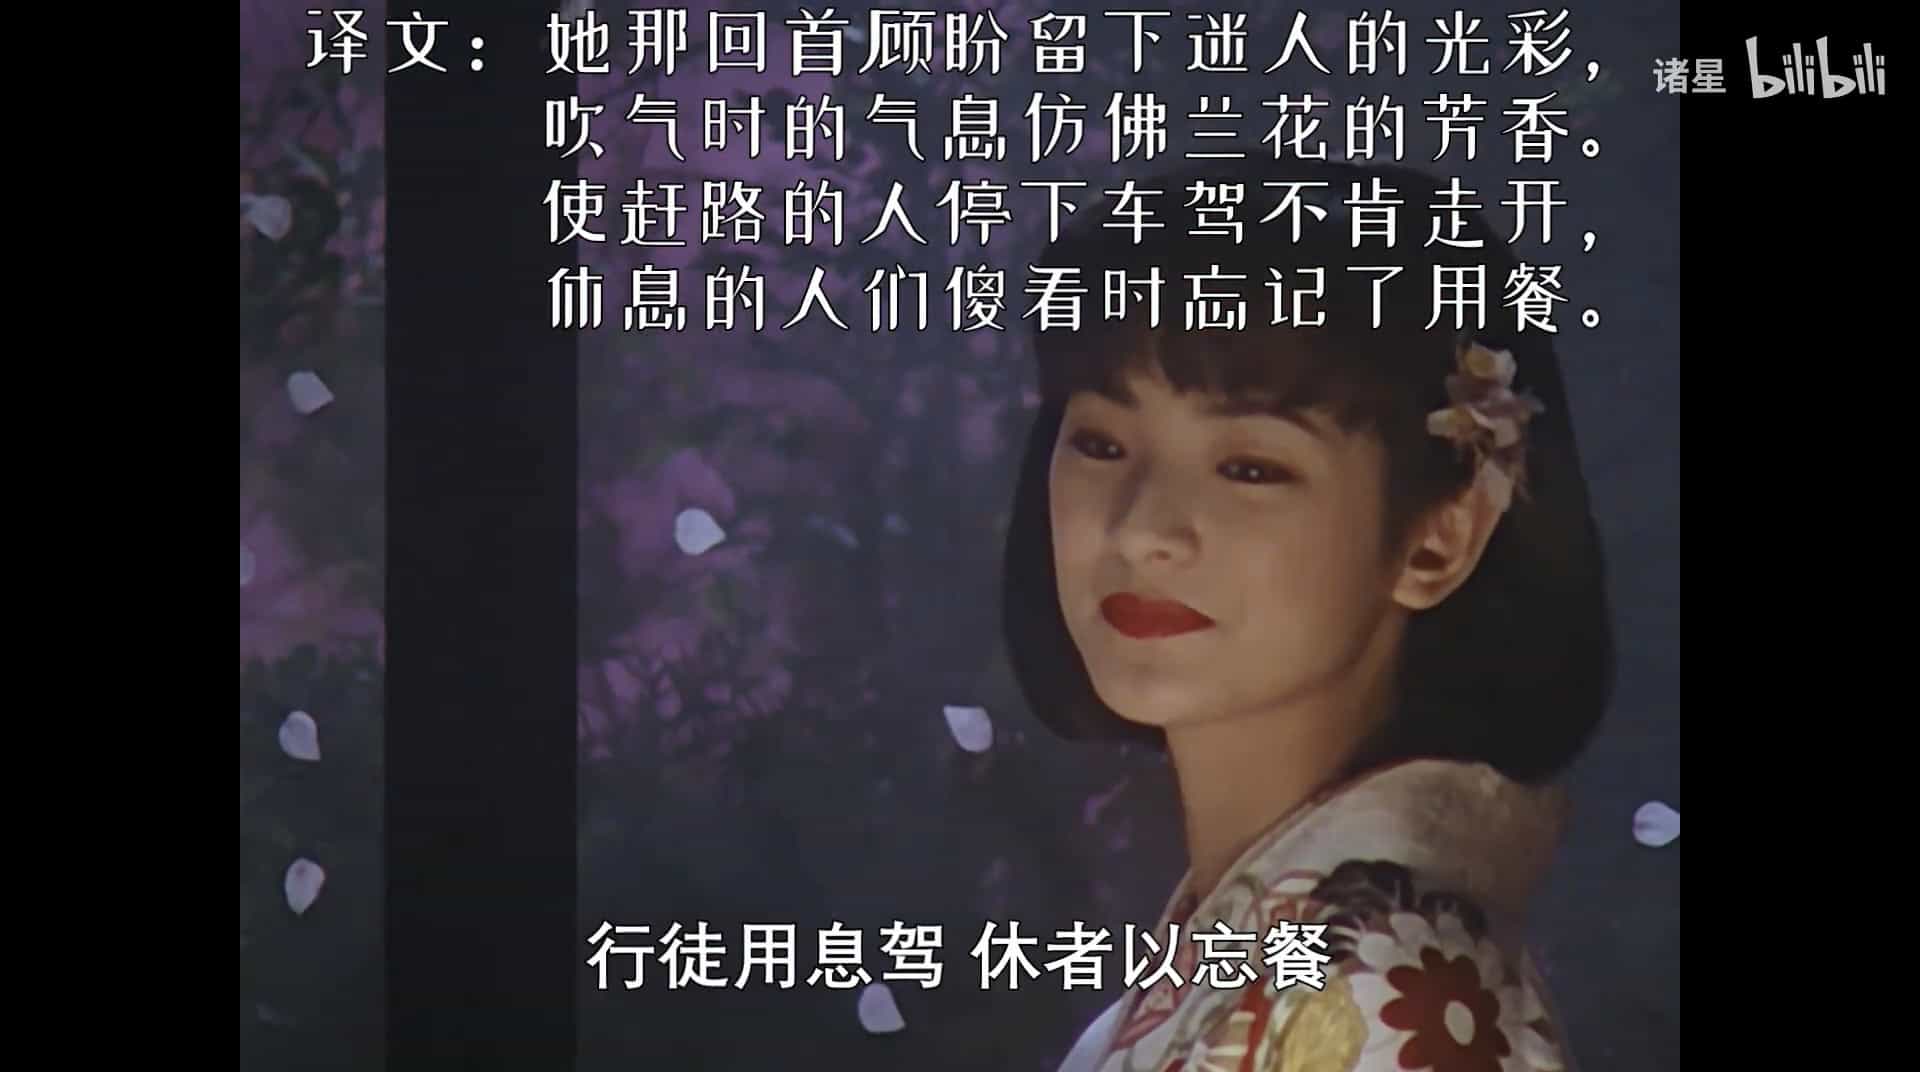 译文：她那回首顾盼留下迷人的光彩，
吹气时的气息仿佛兰花的芳香。
使赶路的人停下车驾不肯走开，
休息的人们傻看时忘记了用餐。
诸星 bilibili
行徒用息驾 休者以忘餐